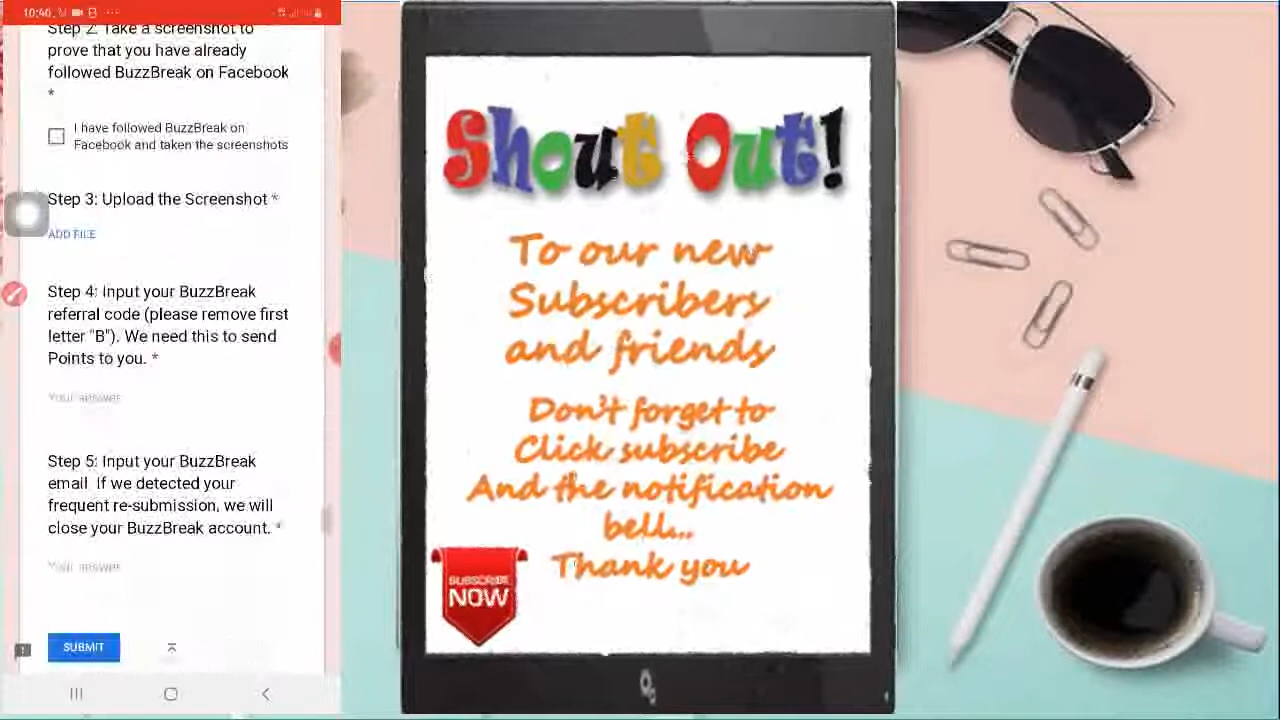 10:40
Step 2: Take a screenshot to
prove that you have already
followed BuzzBreak on Facebook
*
I have followed BuzzBreak on
Facebook and taken the screenshots
Step 3: Upload the Screenshot *
ADD FILE
Step 4: Input your BuzzBreak
referral code (please remove first
letter "B"). We need this to send
Points to you. *
Your answer
Step 5: Input your BuzzBreak
email. If we detected your
frequent re-submission, we will
close your BuzzBreak account. *
Your answer
SUBMIT
Shout Out!
To our new
Subscribers
and friends
Don't forget to
Click subscribe
And the notification
bell...
Thank you
SUBSCRIBE
NOW